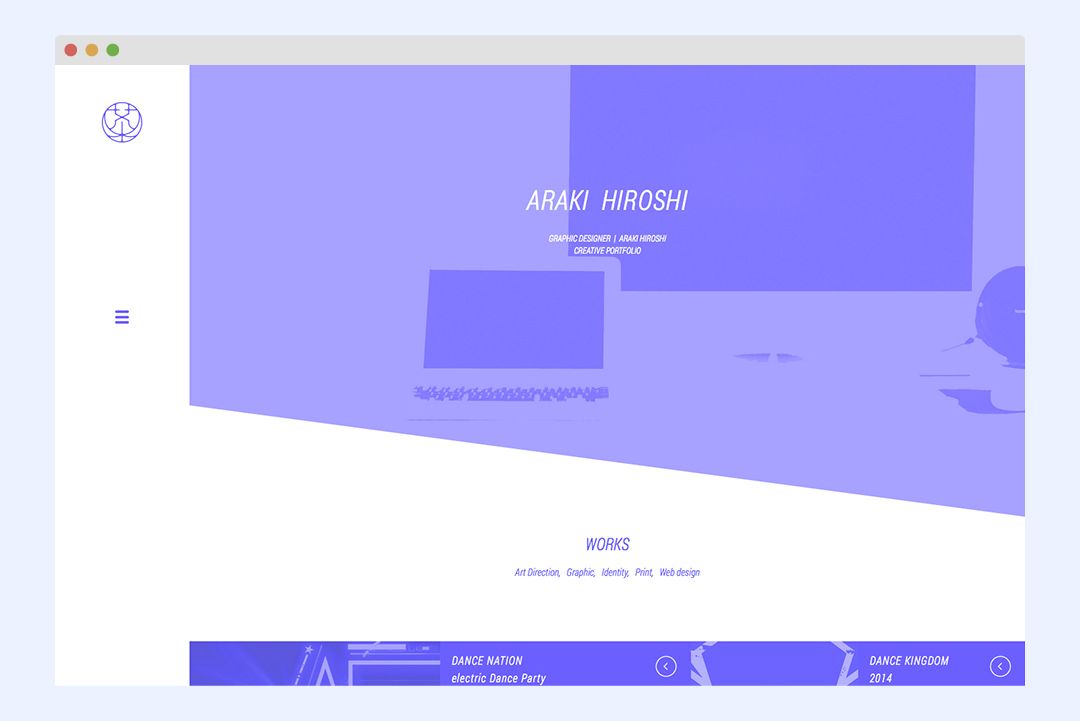 ARAKI HIROSHI
GRAPHIC DESIGNER | ARAKI HIROSHI
CREATIVE PORTFOLIO
WORKS
Art Direction, Graphic, Identity, Print, Web design
DANCE NATION
electric Dance Party
DANCE KINGDOM
2014